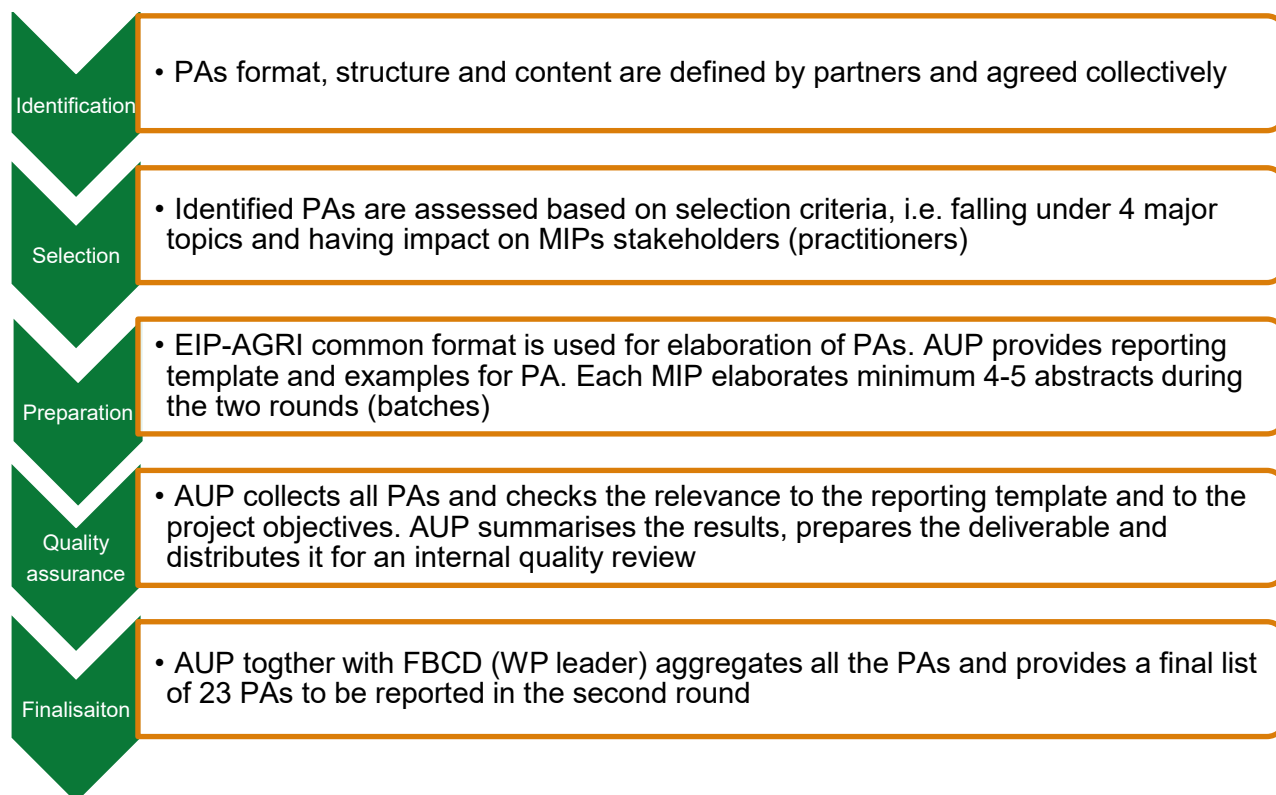 Identification
• PAs format, structure and content are defined by partners and agreed collectively
Selection
• Identified PAs are assessed based on selection criteria, i.e. falling under 4 major
topics and having impact on MIPs stakeholders (practitioners)
Preparation
• EIP-AGRI common format is used for elaboration of PAs. AUP provides reporting
template and examples for PA. Each MIP elaborates minimum 4-5 abstracts during
the two rounds (batches)
Quality
assurance
• AUP collects all PAs and checks the relevance to the reporting template and to the
project objectives. AUP summarises the results, prepares the deliverable and
distributes it for an internal quality review
Finalisaiton
• AUP togther with FBCD (WP leader) aggregates all the PAs and provides a final list
of 23 PAs to be reported in the second round